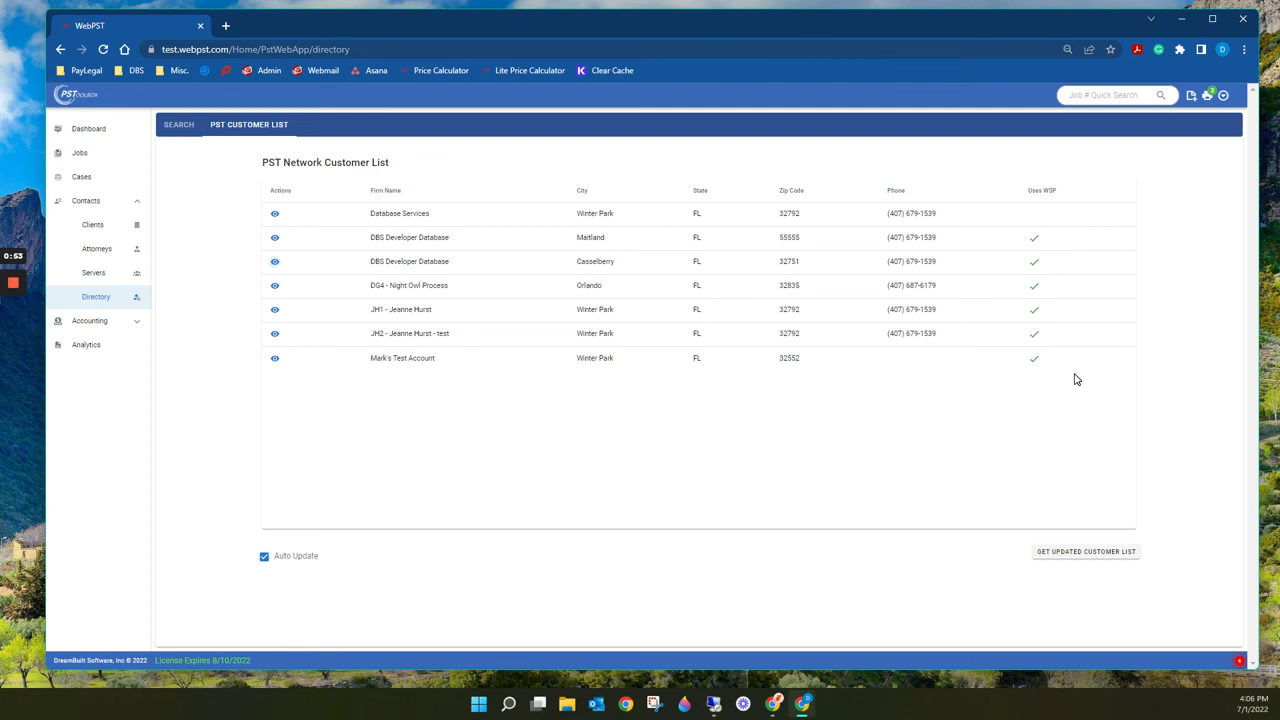 WebPST
test.webpst.com/Home/PstWebApp/directory
PayLegal DBS Misc. Admin Webmail Asana Price Calculator Lite Price Calculator Clear Cache
PSTOOLBOX Job # Quick Search 3
Dashboard
Jobs
Cases
Contacts
Clients
Attorneys
Servers
Directory
Accounting
Analytics
0:53
SEARCH PST CUSTOMER LIST
PST Network Customer List
Actions Firm Name City State Zip Code Phone Uses WSP
Database Services Winter Park FL 32792 (407) 679-1539
DBS Developer Database Maitland FL 55555 (407) 679-1539
DBS Developer Database Casselberry FL 32751 (407) 679-1539
DG4 - Night Owl Process Orlando FL 32835 (407) 687-6179
JH1 - Jeanne Hurst Winter Park FL 32792 (407) 679-1539
JH2 - Jeanne Hurst - test Winter Park FL 32792 (407) 679-1539
Mark's Test Account Winter Park FL 32552
Auto Update GET UPDATED CUSTOMER LIST
DreamBuilt Software, Inc © 2022 License Expires 8/10/2022
4:06 PM
7/1/2022